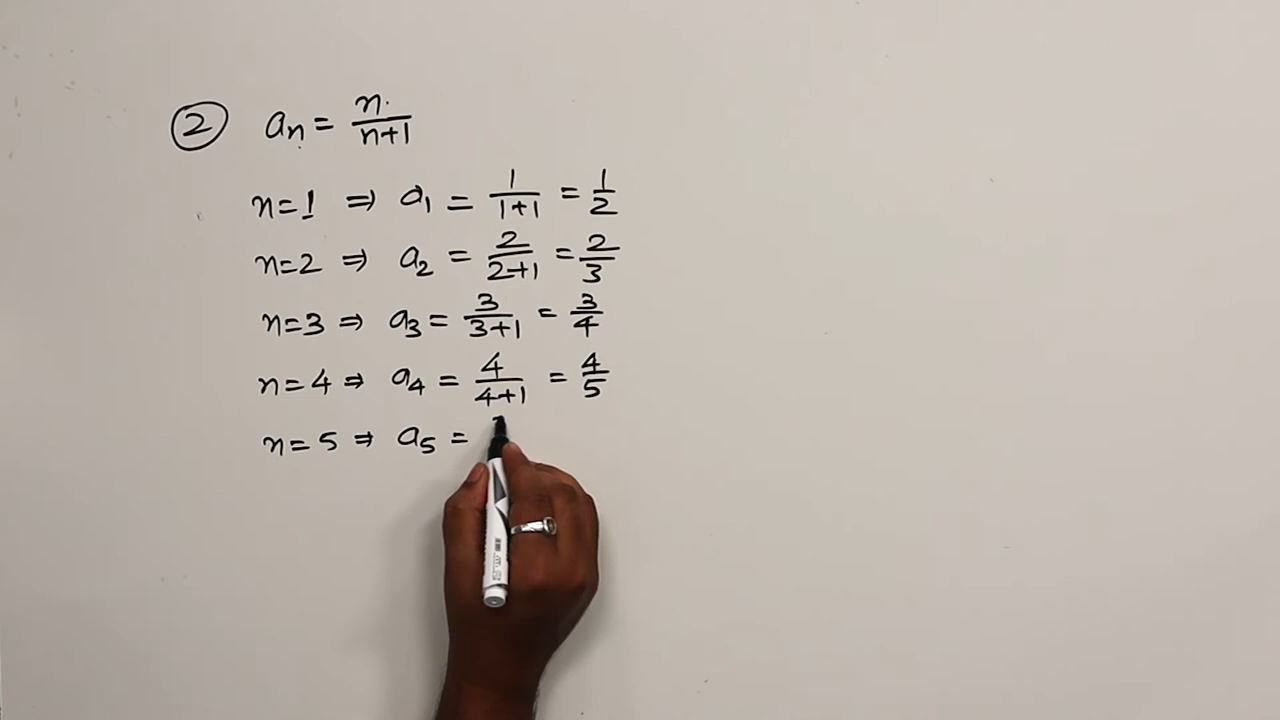 ② aₙ = n/(n+1)
n=1 ⇒ a₁ = 1/(1+1) = 1/2
n=2 ⇒ a₂ = 2/(2+1) = 2/3
n=3 ⇒ a₃ = 3/(3+1) = 3/4
n=4 ⇒ a₄ = 4/(4+1) = 4/5
n=5 ⇒ a₅ =